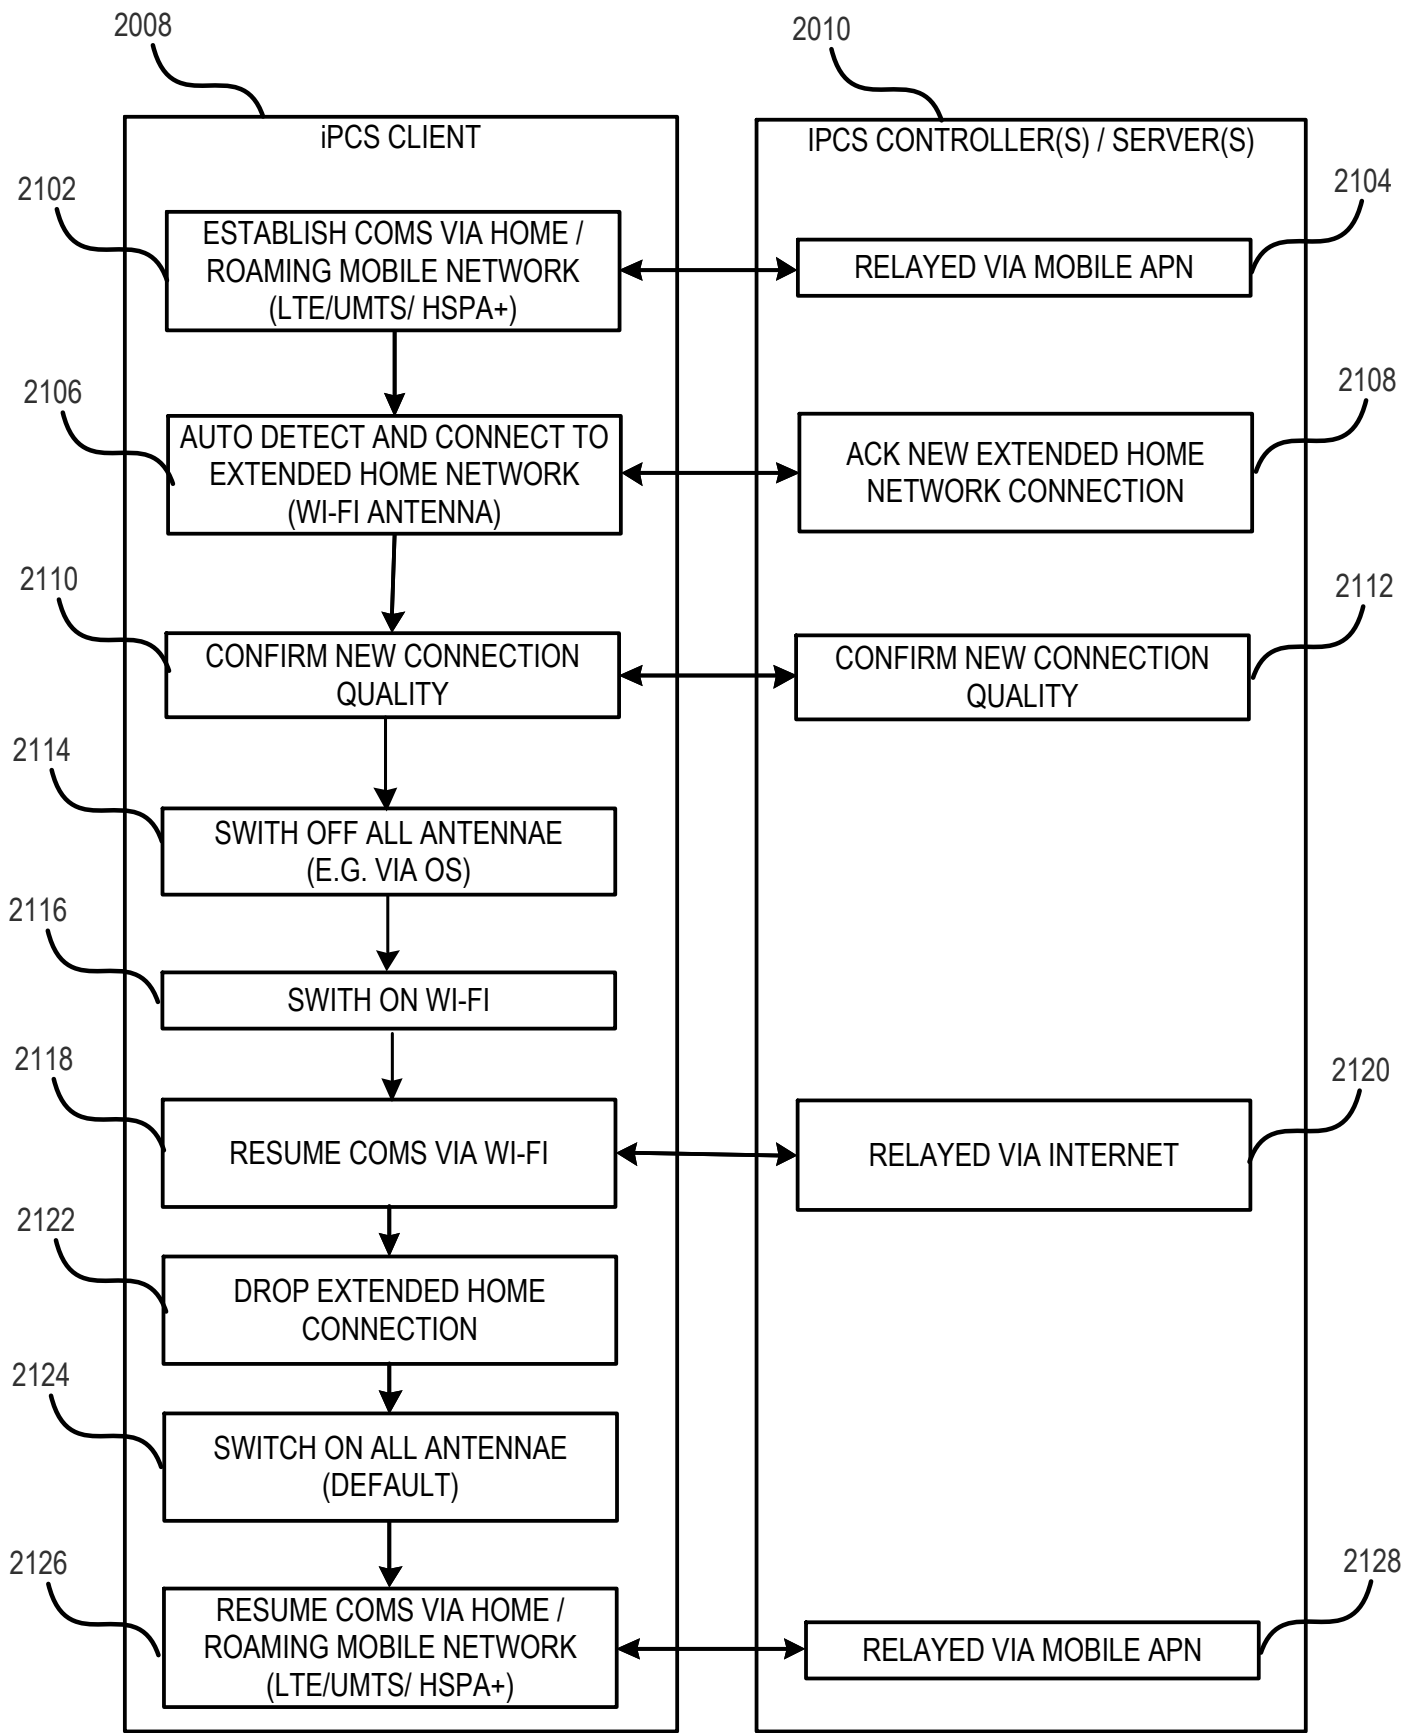 2008
2010
iPCS CLIENT
IPCS CONTROLLER(S) / SERVER(S)
2102
2104
ESTABLISH COMS VIA HOME /
ROAMING MOBILE NETWORK
(LTE/UMTS/ HSPA+)
RELAYED VIA MOBILE APN
2106
2108
AUTO DETECT AND CONNECT TO
EXTENDED HOME NETWORK
(WI-FI ANTENNA)
ACK NEW EXTENDED HOME
NETWORK CONNECTION
2110
2112
CONFIRM NEW CONNECTION
QUALITY
CONFIRM NEW CONNECTION
QUALITY
2114
SWITH OFF ALL ANTENNAE
(E.G. VIA OS)
2116
SWITH ON WI-FI
2118
2120
RESUME COMS VIA WI-FI
RELAYED VIA INTERNET
2122
DROP EXTENDED HOME
CONNECTION
2124
SWITCH ON ALL ANTENNAE
(DEFAULT)
2126
2128
RESUME COMS VIA HOME /
ROAMING MOBILE NETWORK
(LTE/UMTS/ HSPA+)
RELAYED VIA MOBILE APN